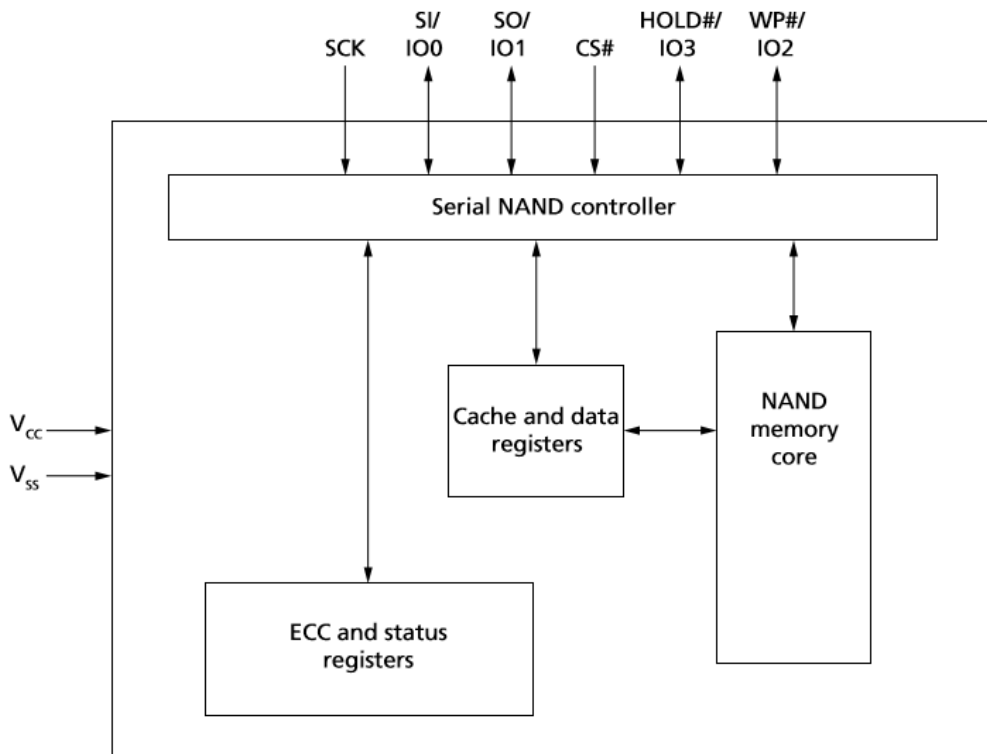 SCK
SI/
IO0
SO/
IO1
CS#
HOLD#/
IO3
WP#/
IO2
Serial NAND controller
Cache and data
registers
NAND
memory
core
Vcc
Vss
ECC and status
registers